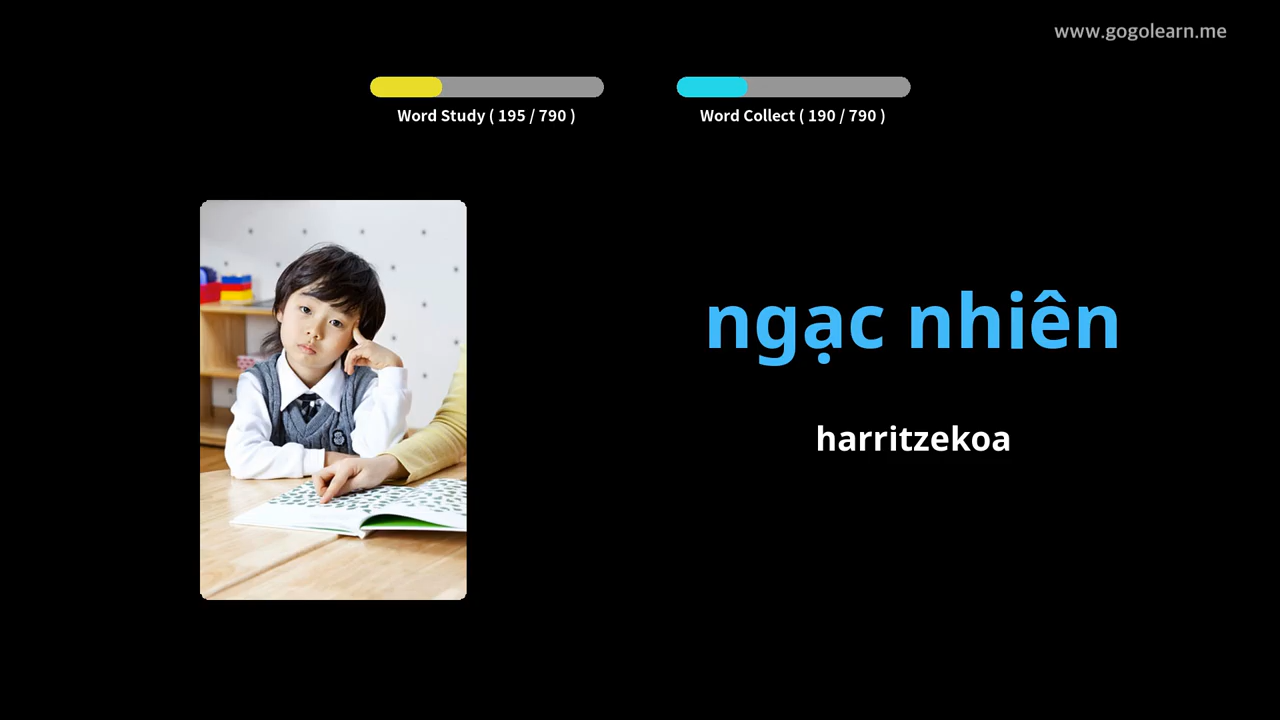 www.gogolearn.me
Word Study ( 195 / 790 )
Word Collect ( 190 / 790 )
ngạc nhiên
harritzekoa